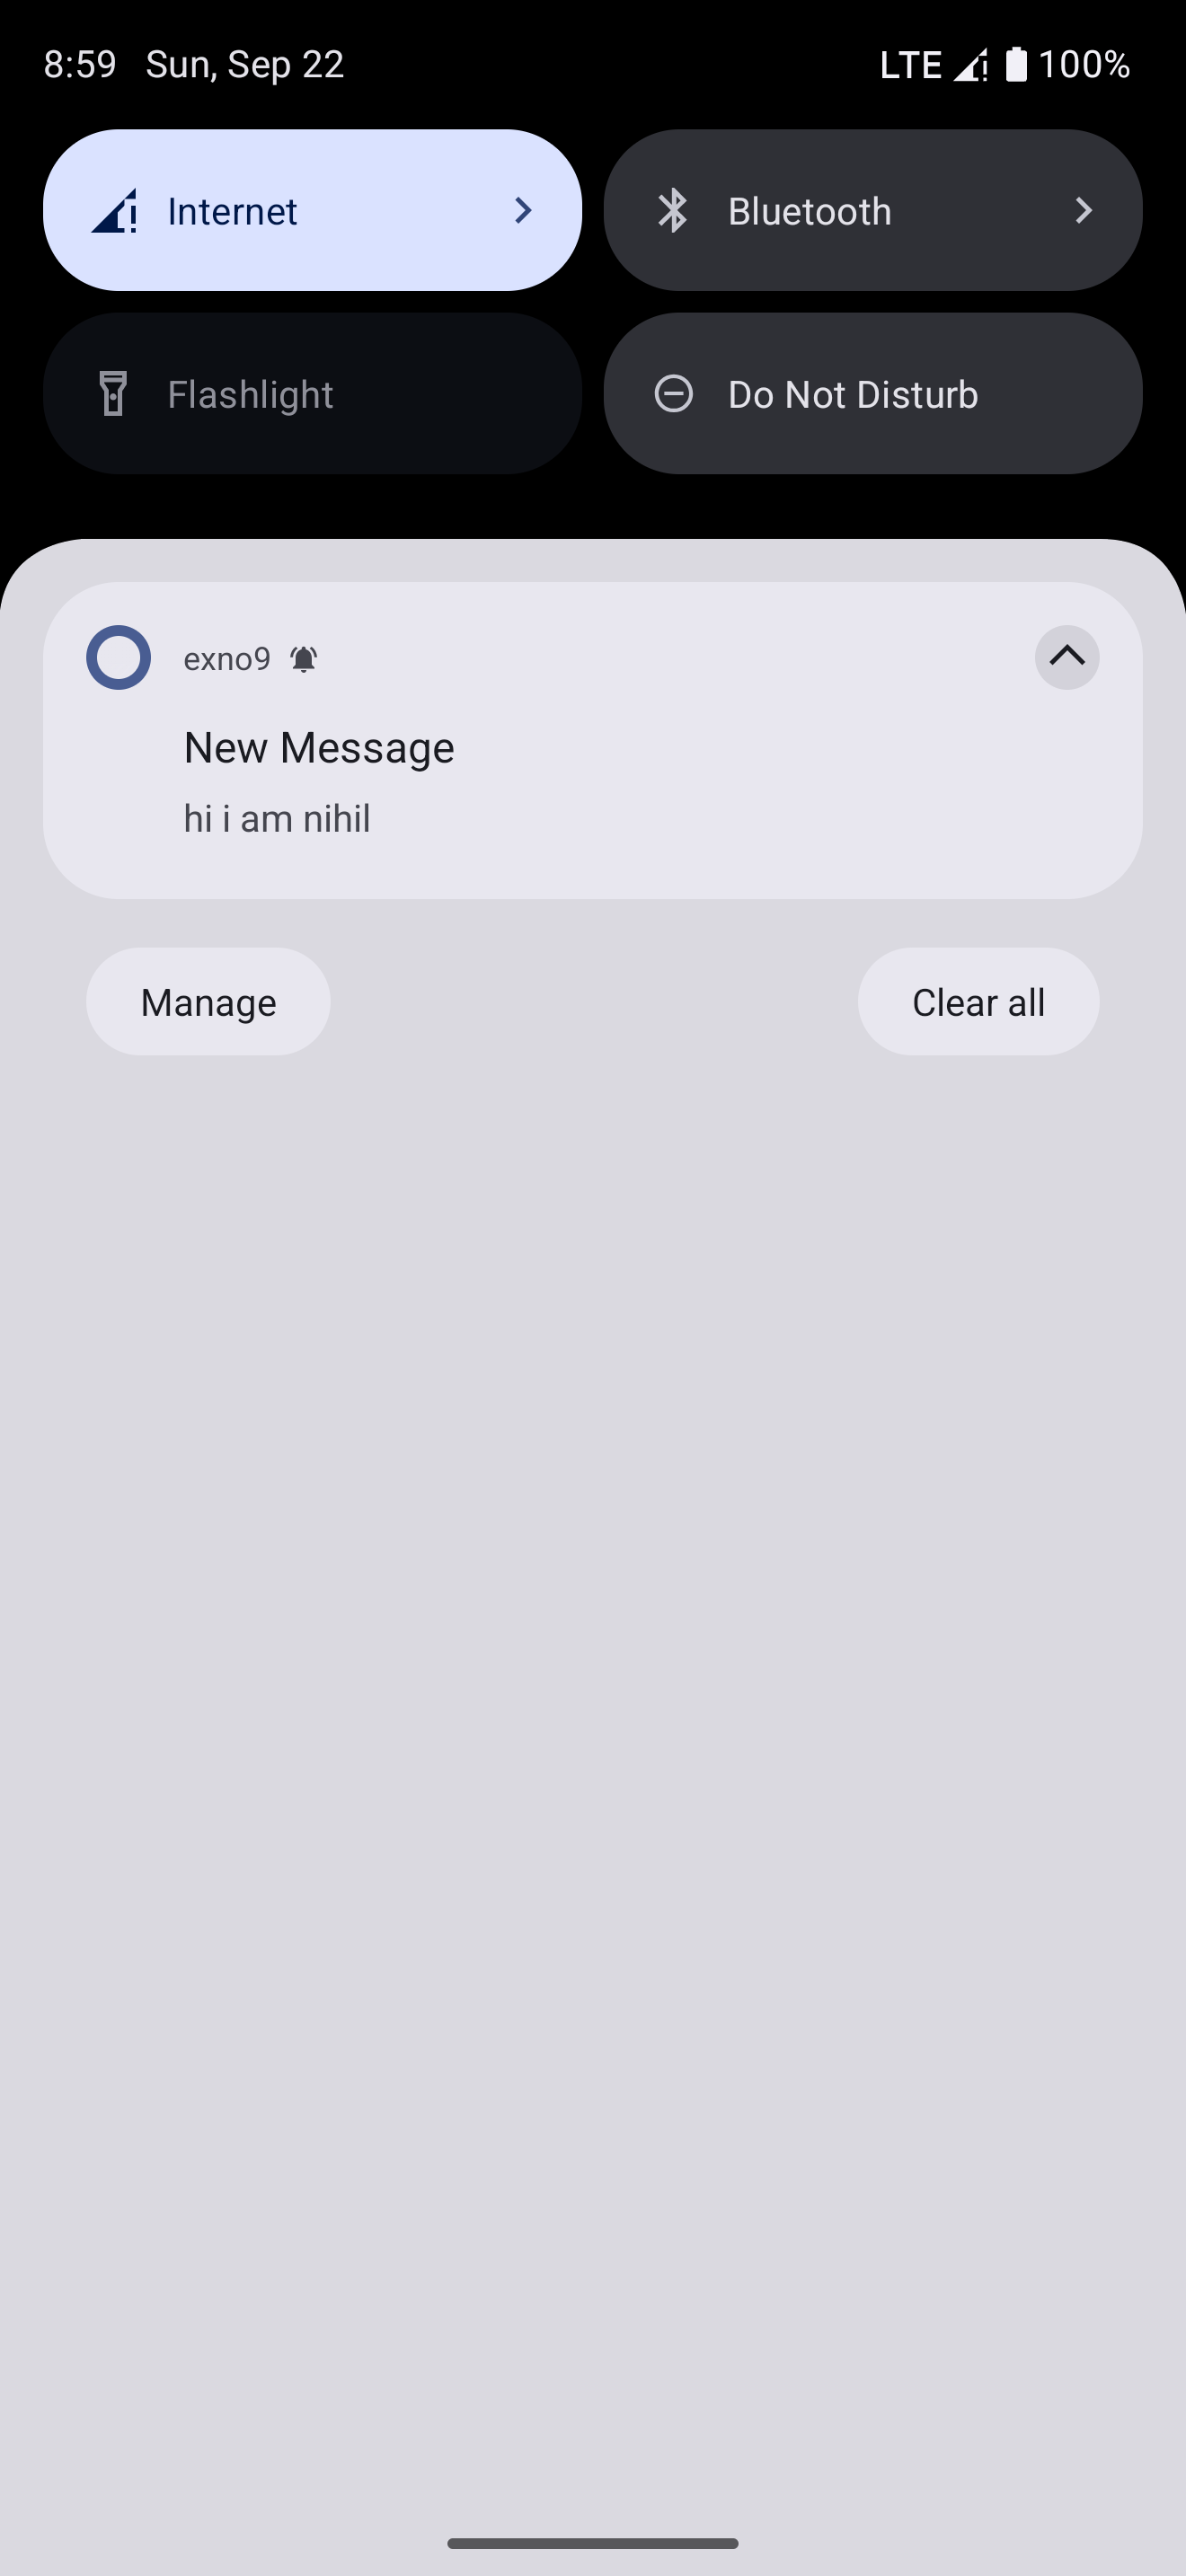 8:59 Sun, Sep 22 LTE 100%
Internet Bluetooth
Flashlight Do Not Disturb
exno9
New Message
hi i am nihil
Manage Clear all